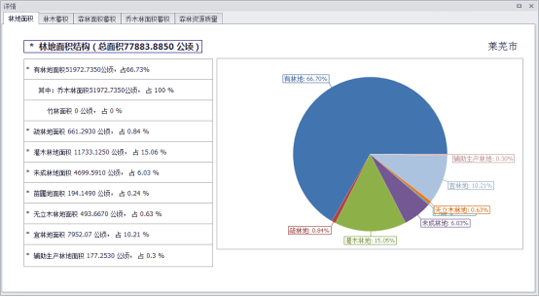 详情
林地面积 林木蓄积 森林面积蓄积 乔木林面积蓄积 森林资源质量
* 林地面积结构 ( 总面积77883.8850 公顷 )
莱芜市
* 有林地面积51972.7350公顷, 占66.73%
其中: 乔木林面积51972.7350公顷, 占 100 %
竹林面积 0 公顷, 占 0 %
* 疏林地面积 661.2930 公顷, 占 0.84 %
* 灌木林地面积 11733.1250 公顷, 占 15.06 %
* 未成林地面积 4699.5910 公顷, 占 6.03 %
* 苗圃地面积 194.1490 公顷, 占 0.24 %
* 无立木林地面积 493.6670 公顷, 占 0.63 %
* 宜林地面积 7952.07 公顷, 占 10.21 %
* 辅助生产林地面积 177.2530 公顷, 占 0.3 %
有林地: 66.70%
辅助生产林地: 0.30%
宜林地: 10.21%
无立木林地: 0.63%
未成林地: 6.03%
疏林地: 0.84%
灌木林地: 15.05%